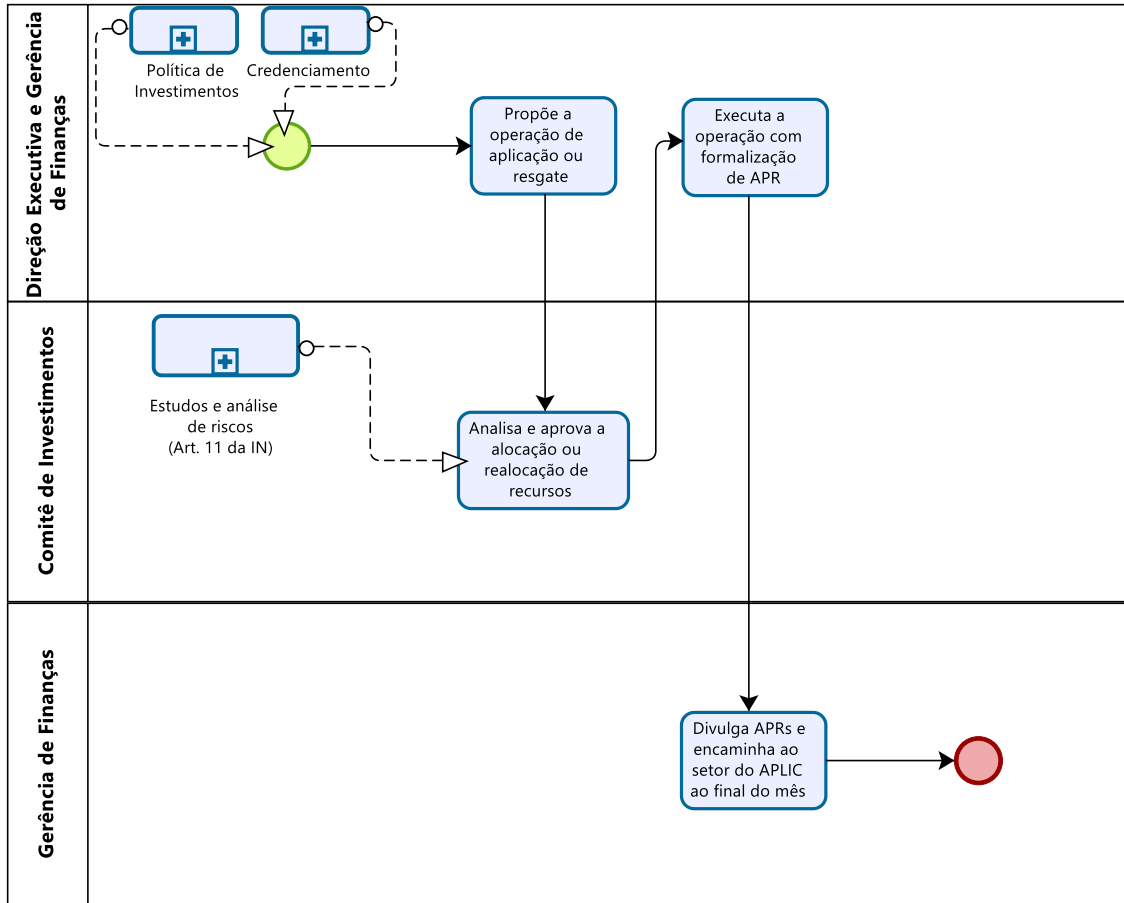 Direção Executiva e Gerência
de Finanças
Política de
Investimentos
Credenciamento
Propõe a
operação de
aplicação ou
resgate
Executa a
operação com
formalização
de APR
Comitê de Investimentos
Estudos e análise
de riscos
(Art. 11 da IN)
Analisa e aprova a
alocação ou
realocação de
recursos
Gerência de Finanças
Divulga APRs e
encaminha ao
setor do APLIC
ao final do mês